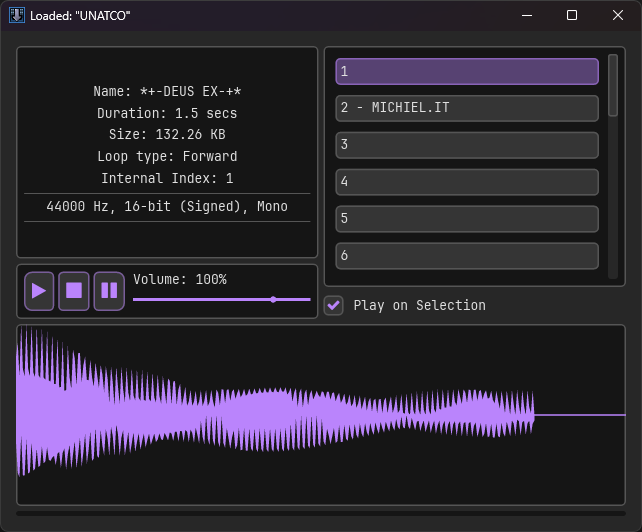 Loaded: "UNATCO"
Name: *+-DEUS EX-+*
Duration: 1.5 secs
Size: 132.26 KB
Loop type: Forward
Internal Index: 1
44000 Hz, 16-bit (Signed), Mono
Volume: 100%
1
2 - MICHIEL.IT
3
4
5
6
Play on Selection